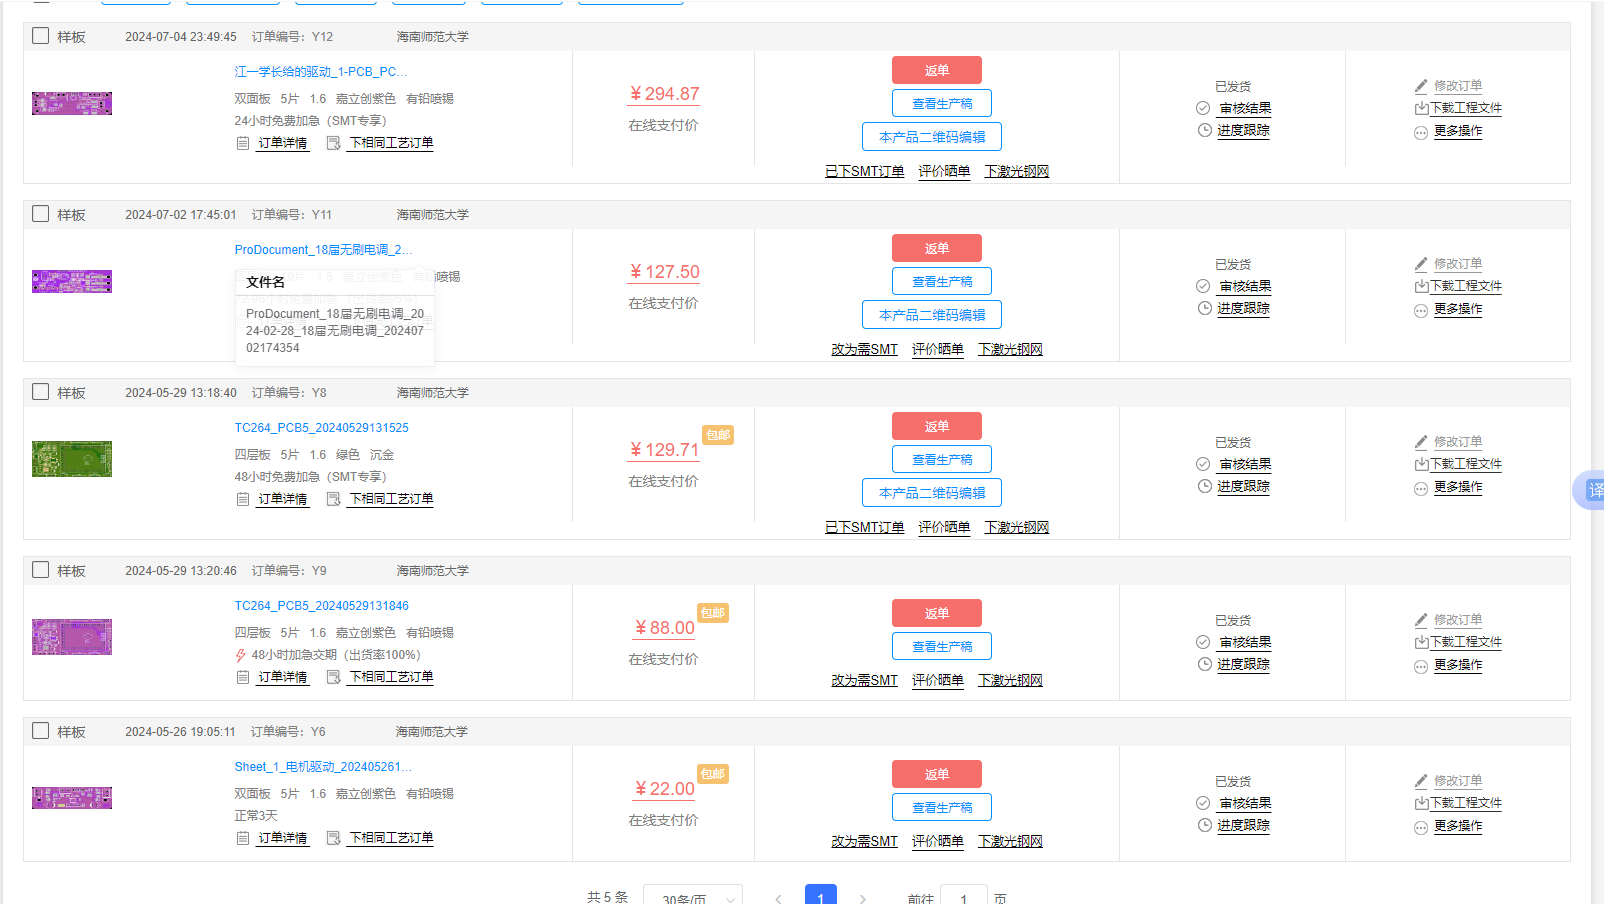 样板 2024-07-04 23:49:45 订单编号：Y12 海南师范大学
江一学长给的驱动_1-PCB_PC...
双面板 5片 1.6 嘉立创紫色 有铅喷锡
24小时免费加急（SMT专享）
订单详情 下相同工艺订单
￥294.87
在线支付价
返单
查看生产稿
本产品二维码编辑
已下SMT订单 评价晒单 下激光钢网
已发货
审核结果
进度跟踪
修改订单
下载工程文件
更多操作
样板 2024-07-02 17:45:01 订单编号：Y11 海南师范大学
ProDocument_18届无刷电调_2...
喷锡
文件名
ProDocument_18届无刷电调_20
24-02-28_18届无刷电调_202407
02174354
￥127.50
在线支付价
返单
查看生产稿
本产品二维码编辑
改为需SMT 评价晒单 下激光钢网
已发货
审核结果
进度跟踪
修改订单
下载工程文件
更多操作
样板 2024-05-29 13:18:40 订单编号：Y8 海南师范大学
TC264_PCB5_20240529131525
四层板 5片 1.6 绿色 沉金
48小时免费加急（SMT专享）
订单详情 下相同工艺订单
￥129.71 包邮
在线支付价
返单
查看生产稿
本产品二维码编辑
已下SMT订单 评价晒单 下激光钢网
已发货
审核结果
进度跟踪
修改订单
下载工程文件
更多操作
译
样板 2024-05-29 13:20:46 订单编号：Y9 海南师范大学
TC264_PCB5_20240529131846
四层板 5片 1.6 嘉立创紫色 有铅喷锡
48小时加急交期（出货率100%）
订单详情 下相同工艺订单
￥88.00 包邮
在线支付价
返单
查看生产稿
改为需SMT 评价晒单 下激光钢网
已发货
审核结果
进度跟踪
修改订单
下载工程文件
更多操作
样板 2024-05-26 19:05:11 订单编号：Y6 海南师范大学
Sheet_1_电机驱动_202405261...
双面板 5片 1.6 嘉立创紫色 有铅喷锡
正常3天
订单详情 下相同工艺订单
￥22.00 包邮
在线支付价
返单
查看生产稿
改为需SMT 评价晒单 下激光钢网
已发货
审核结果
进度跟踪
修改订单
下载工程文件
更多操作
共 5 条 30条/页 1 前往 1 页